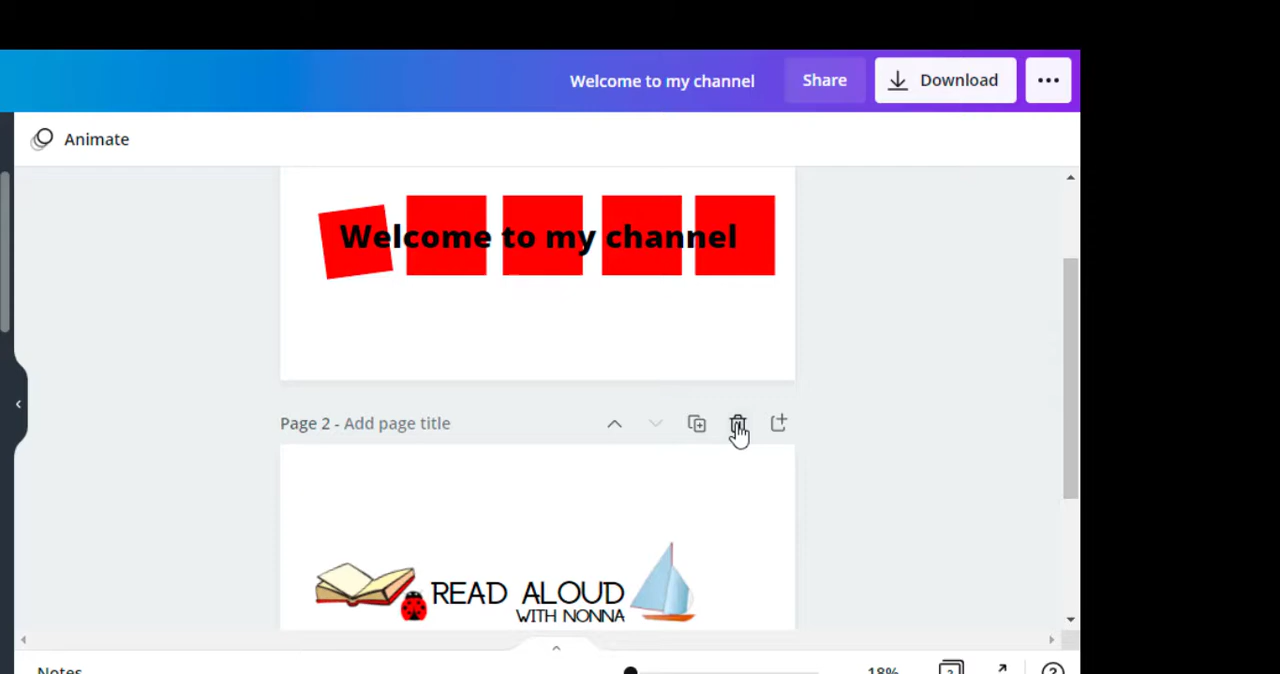 Welcome to my channel Share Download
Animate
Welcome to my channel
Page 2 - Add page title
READ ALOUD
WITH NONNA
Notes 18%